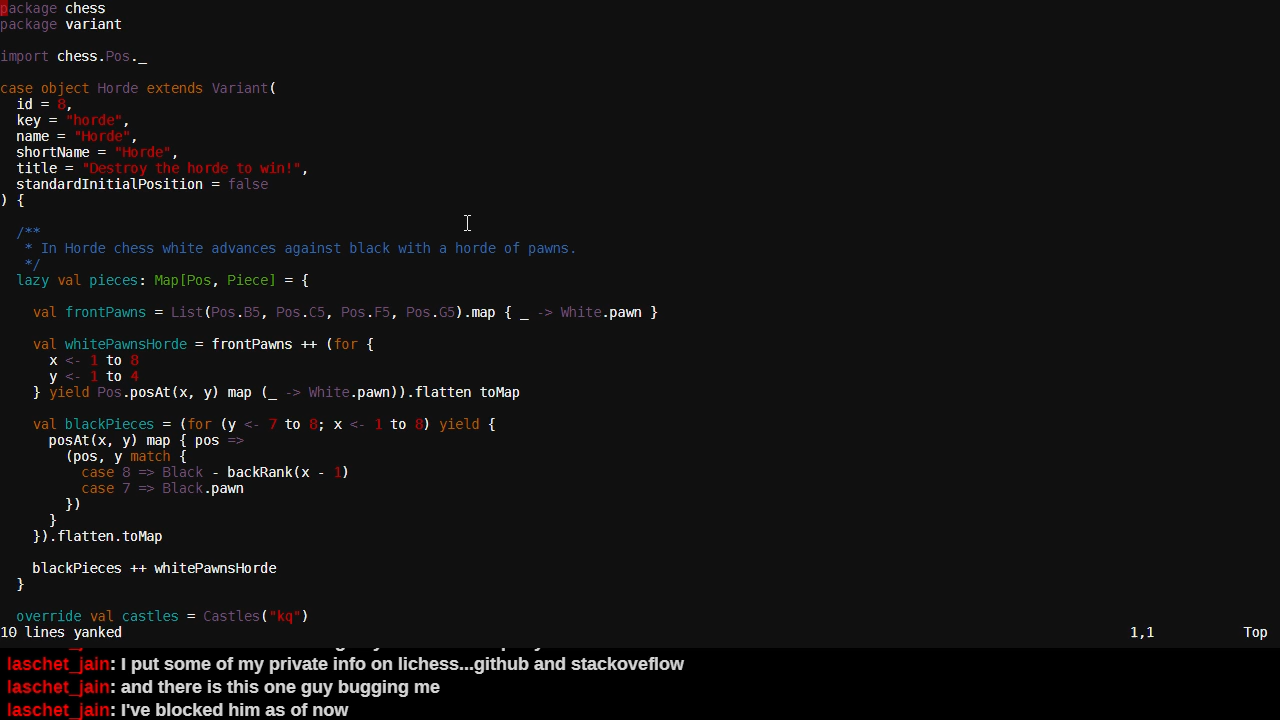 package chess
package variant
import chess.Pos._
case object Horde extends Variant(
id = 8,
key = "horde",
name = "Horde",
shortName = "Horde",
title = "Destroy the horde to win!",
standardInitialPosition = false
) {
/**
* In Horde chess white advances against black with a horde of pawns.
*/
lazy val pieces: Map[Pos, Piece] = {
val frontPawns = List(Pos.B5, Pos.C5, Pos.F5, Pos.G5).map { _ -> White.pawn }
val whitePawnsHorde = frontPawns ++ (for {
x <- 1 to 8
y <- 1 to 4
} yield Pos.posAt(x, y) map (_ -> White.pawn)).flatten toMap
val blackPieces = (for (y <- 7 to 8; x <- 1 to 8) yield {
posAt(x, y) map { pos =>
(pos, y match {
case 8 => Black - backRank(x - 1)
case 7 => Black.pawn
})
}
}).flatten.toMap
blackPieces ++ whitePawnsHorde
}
override val castles = Castles("kq")
10 lines yanked 1,1 Top
laschet_jain: I put some of my private info on lichess...github and stackoveflow
laschet_jain: and there is this one guy bugging me
laschet_jain: I've blocked him as of now